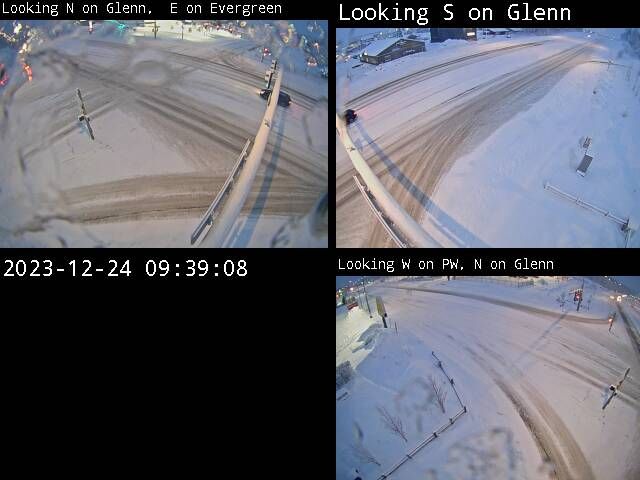 Looking N on Glenn,  E on Evergreen
Looking S on Glenn
2023-12-24 09:39:08
Looking W on PW, N on Glenn